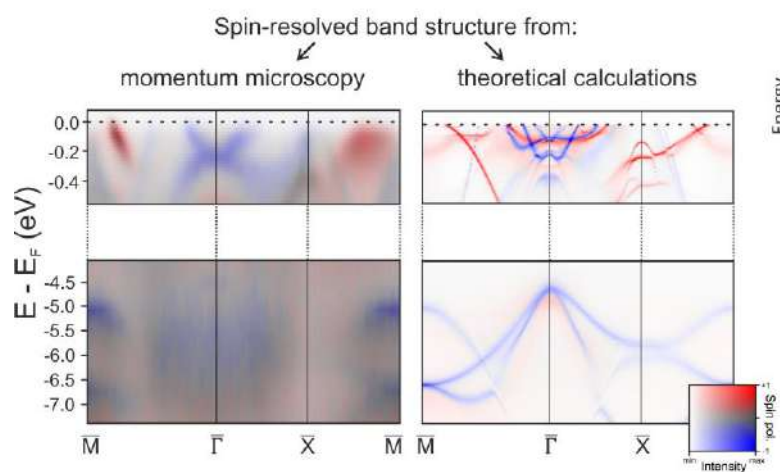 Spin-resolved band structure from:
momentum microscopy
theoretical calculations
Energy
E - E_F (eV)
0.0
-0.2
-0.4
-4.5
-5.0
-5.5
-6.0
-6.5
-7.0
M̄ Γ̄ X̄ M̄
M̄ Γ̄ X̄
+1
Spin pol.
-1
min max
Intensity